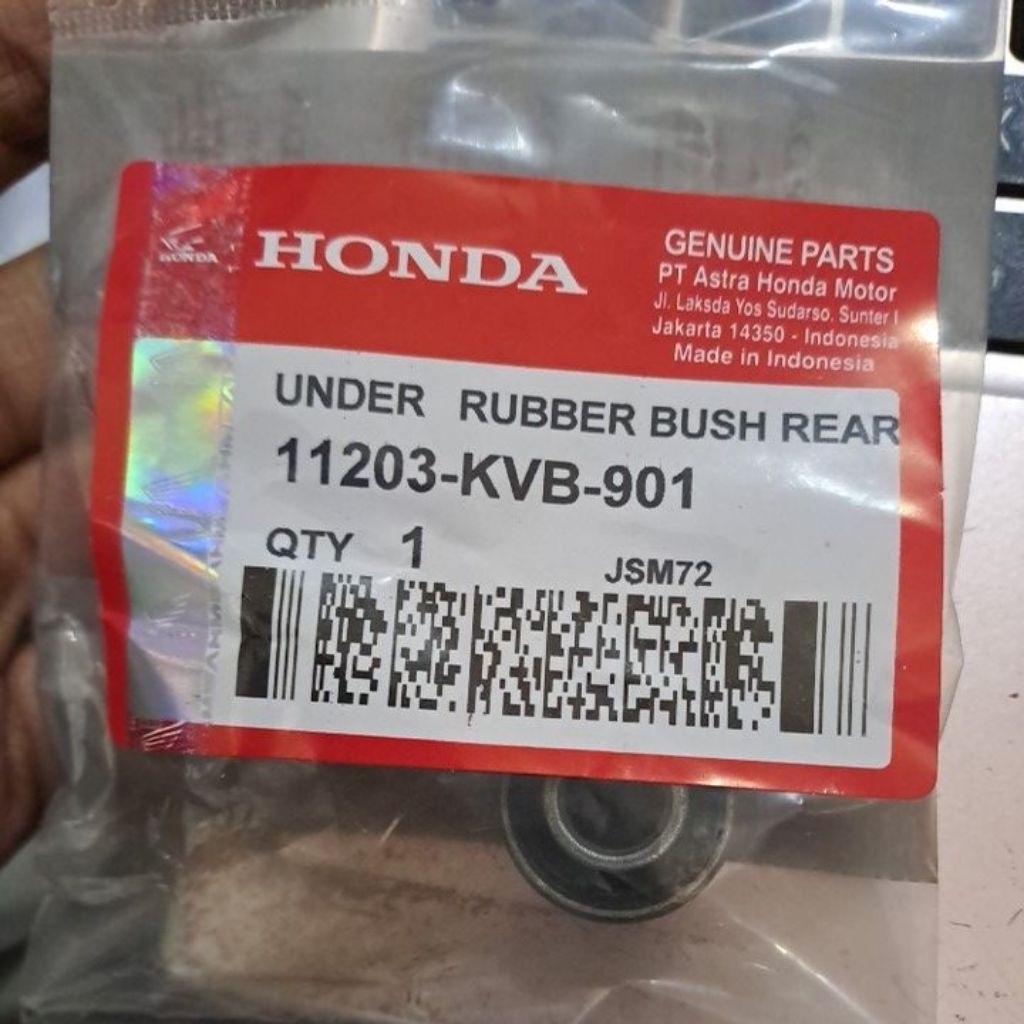 HONDA
HONDA
GENUINE PARTS
PT Astra Honda Motor
Jl. Laksda Yos Sudarso. Sunter I
Jakarta 14350 - Indonesia
Made in Indonesia
UNDER RUBBER BUSH REAR
11203-KVB-901
QTY 1
JSM72